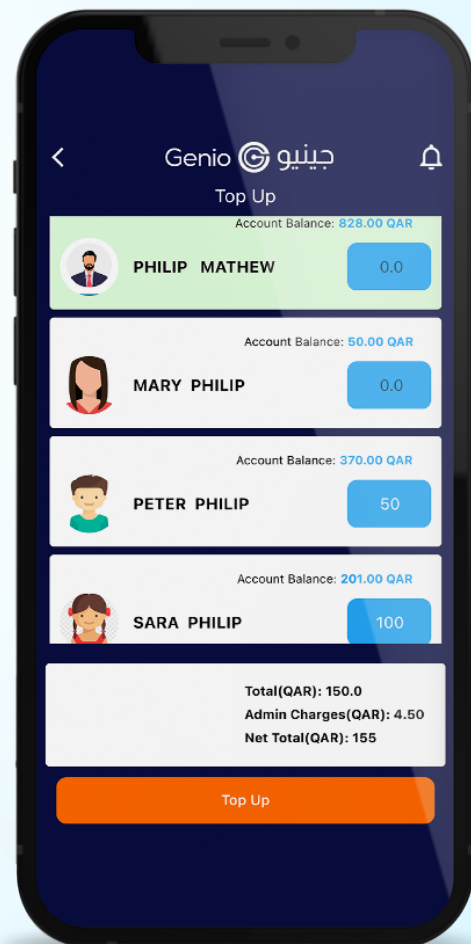 Genio جينيو
Top Up
Account Balance: 828.00 QAR
PHILIP MATHEW
0.0
Account Balance: 50.00 QAR
MARY PHILIP
0.0
Account Balance: 370.00 QAR
PETER PHILIP
50
Account Balance: 201.00 QAR
SARA PHILIP
100
Total(QAR): 150.0
Admin Charges(QAR): 4.50
Net Total(QAR): 155
Top Up